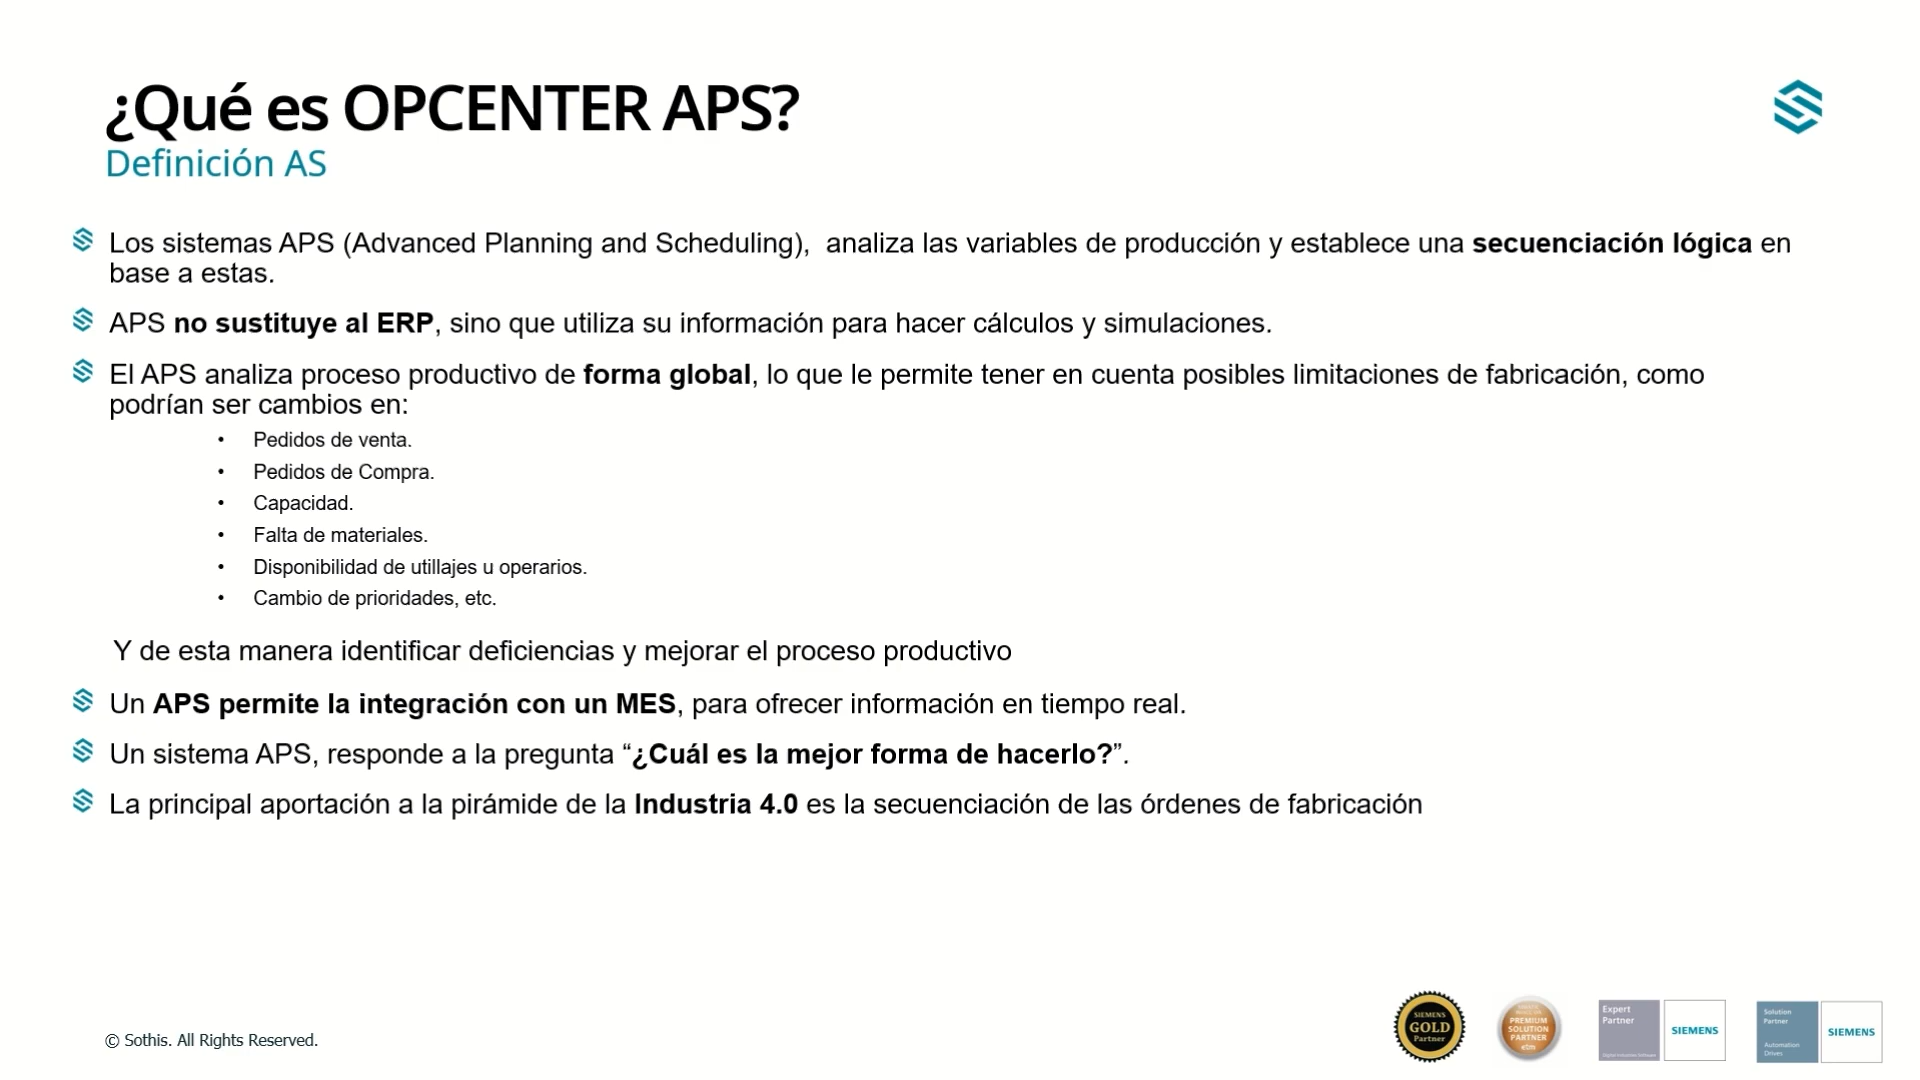 ¿Qué es OPCENTER APS?
Definición AS
Los sistemas APS (Advanced Planning and Scheduling),  analiza las variables de producción y establece una secuenciación lógica en
base a estas.
APS no sustituye al ERP, sino que utiliza su información para hacer cálculos y simulaciones.
El APS analiza proceso productivo de forma global, lo que le permite tener en cuenta posibles limitaciones de fabricación, como
podrían ser cambios en:
• Pedidos de venta.
• Pedidos de Compra.
• Capacidad.
• Falta de materiales.
• Disponibilidad de utillajes u operarios.
• Cambio de prioridades, etc.
Y de esta manera identificar deficiencias y mejorar el proceso productivo
Un APS permite la integración con un MES, para ofrecer información en tiempo real.
Un sistema APS, responde a la pregunta “¿Cuál es la mejor forma de hacerlo?”.
La principal aportación a la pirámide de la Industria 4.0 es la secuenciación de las órdenes de fabricación
© Sothis. All Rights Reserved.
SIEMENS
GOLD
Partner
PREMIUM
SOLUTION
PARTNER
Expert
Partner
SIEMENS
Solution
Partner
Automation
Drives
SIEMENS